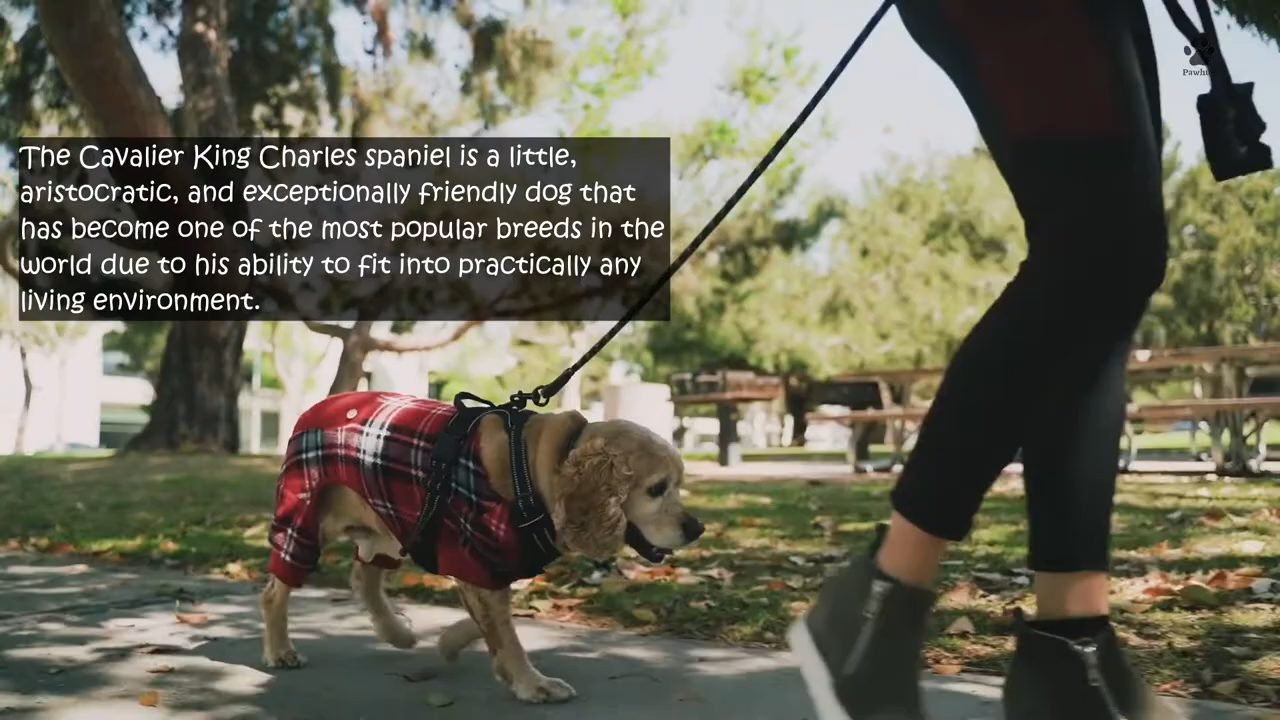 The Cavalier King Charles spaniel is a little,
aristocratic, and exceptionally friendly dog that
has become one of the most popular breeds in the
world due to his ability to fit into practically any
living environment.